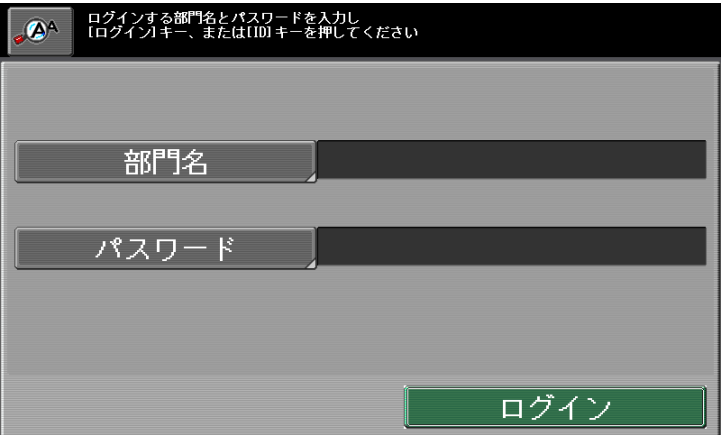 AA
ログインする部門名とパスワードを入力し
[ログイン]キー、または[ID]キーを押してください
部門名
パスワード
ログイン